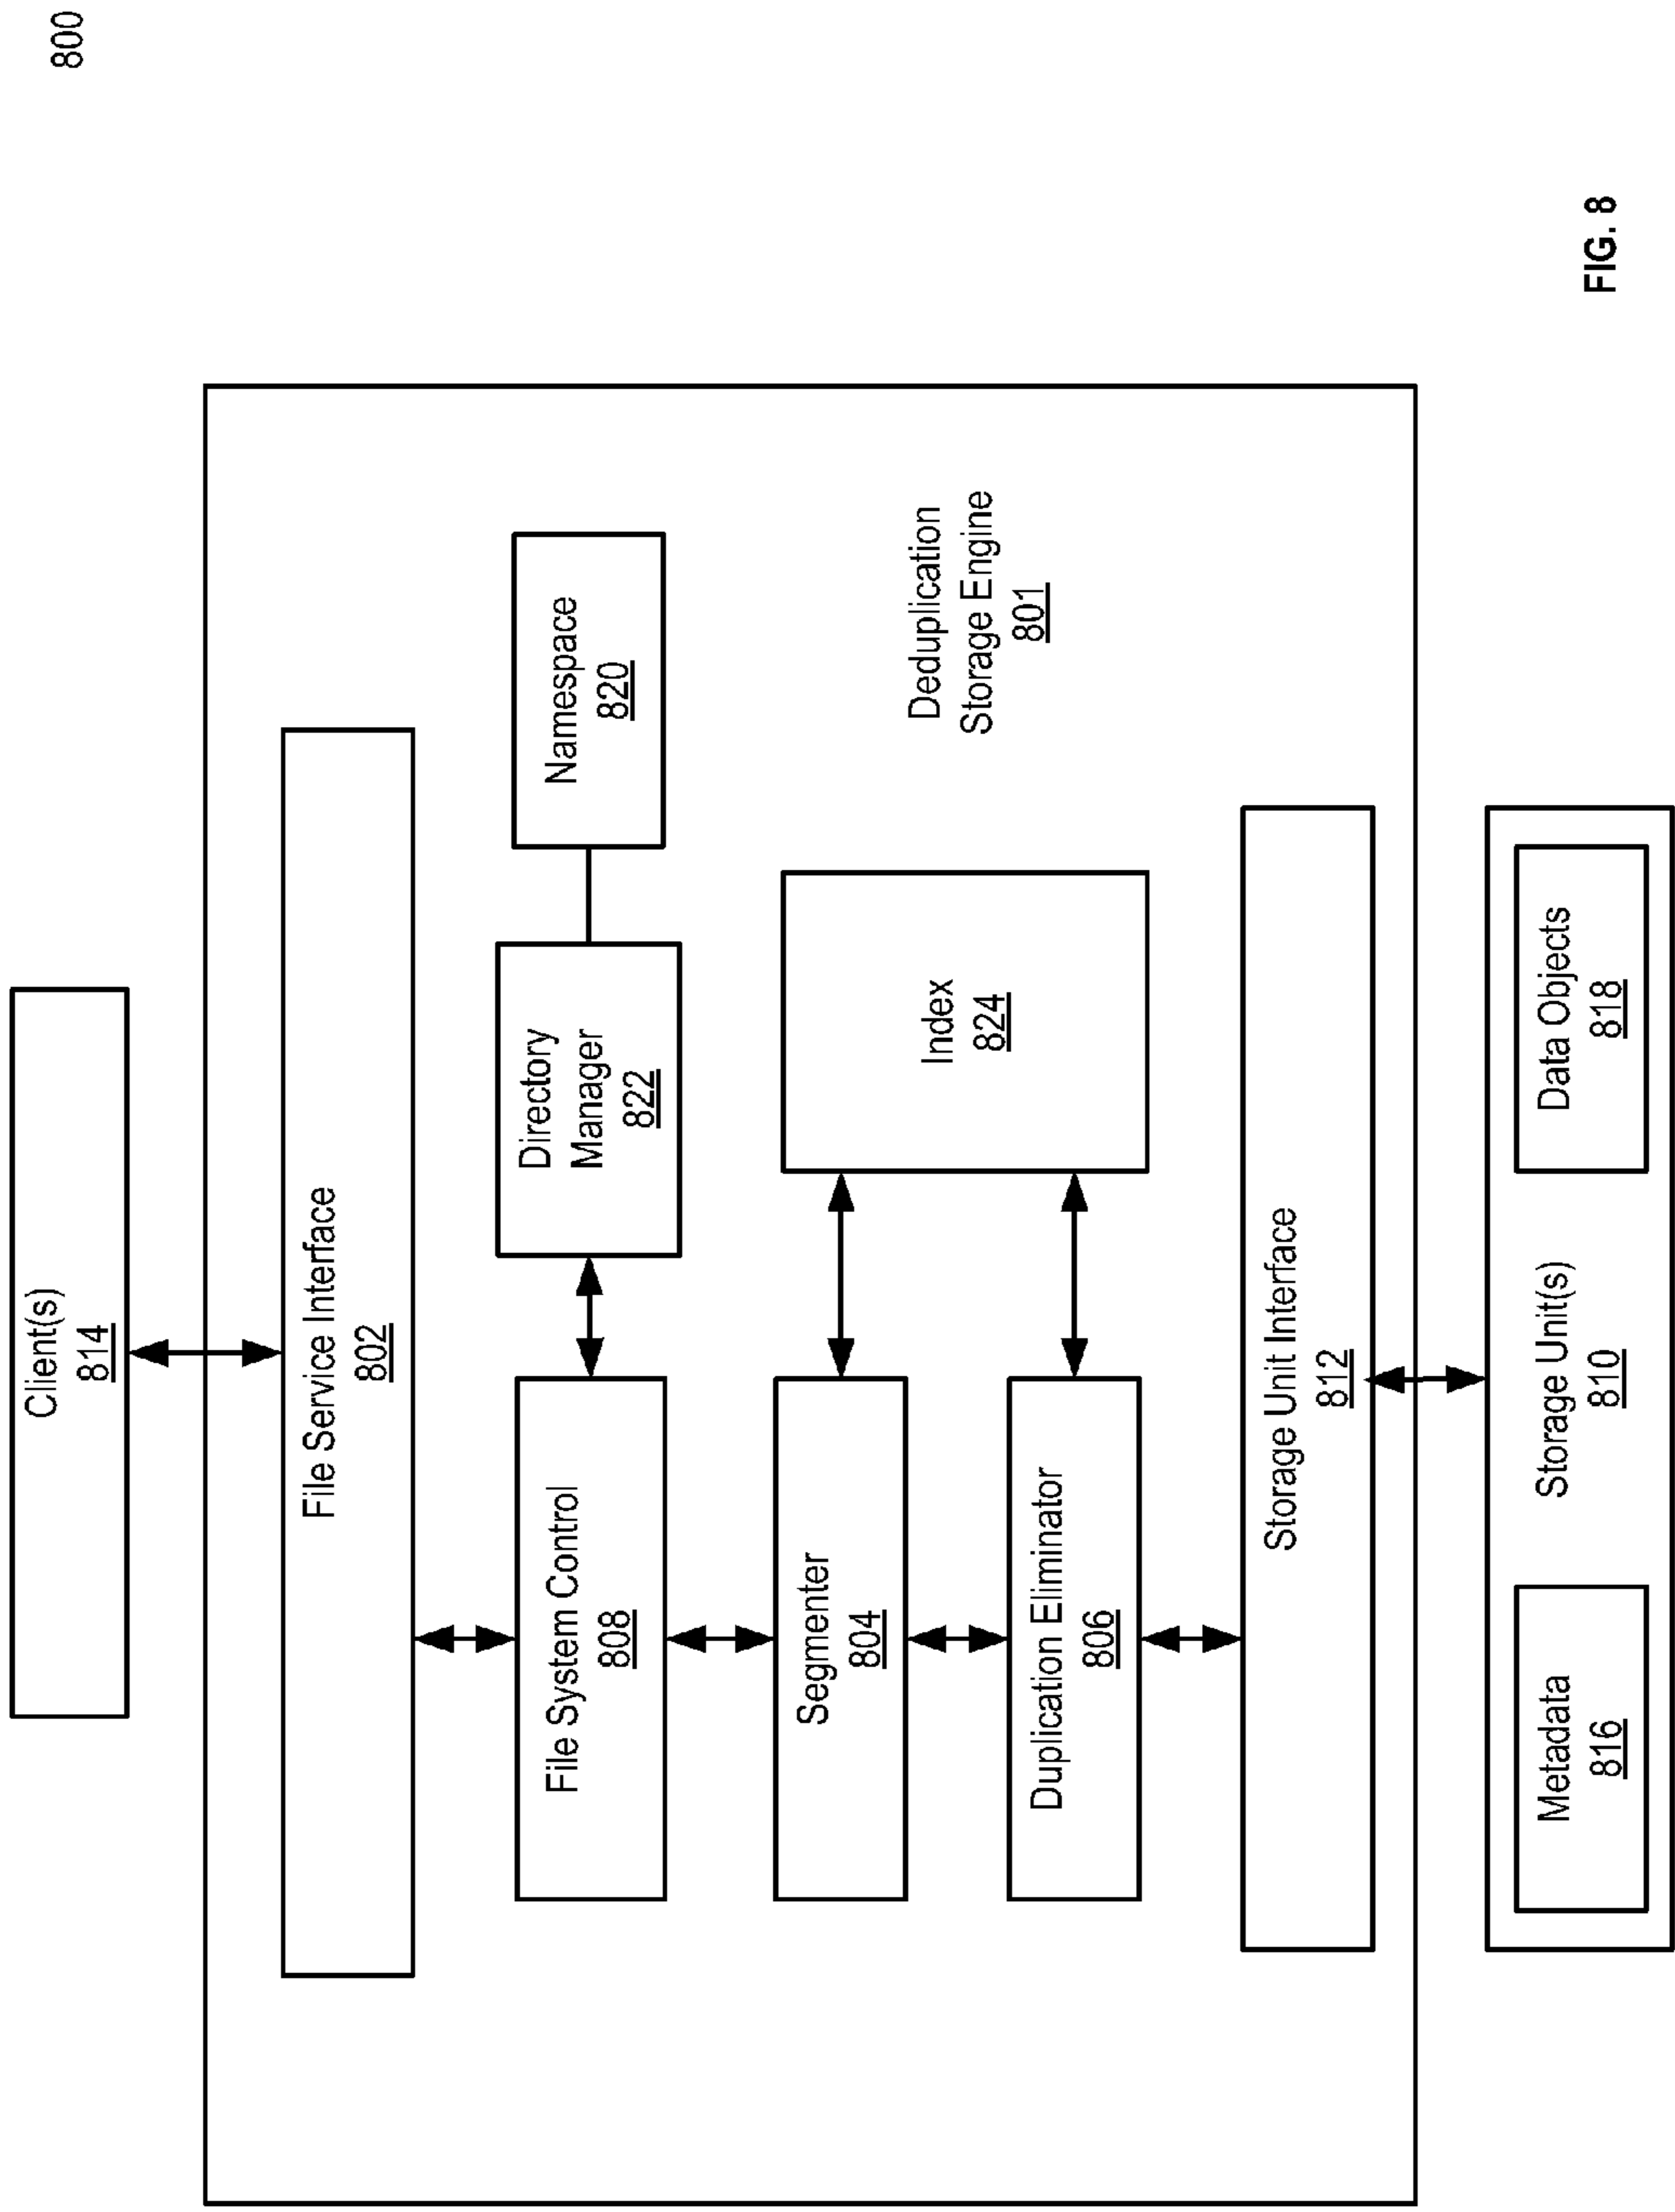 800
Client(s)
814
File Service Interface
802
File System Control
808
Directory
Manager
822
Namespace
820
Segmenter
804
Index
824
Duplication Eliminator
806
Deduplication
Storage Engine
801
Storage Unit Interface
812
Metadata
816
Storage Unit(s)
810
Data Objects
818
FIG. 8